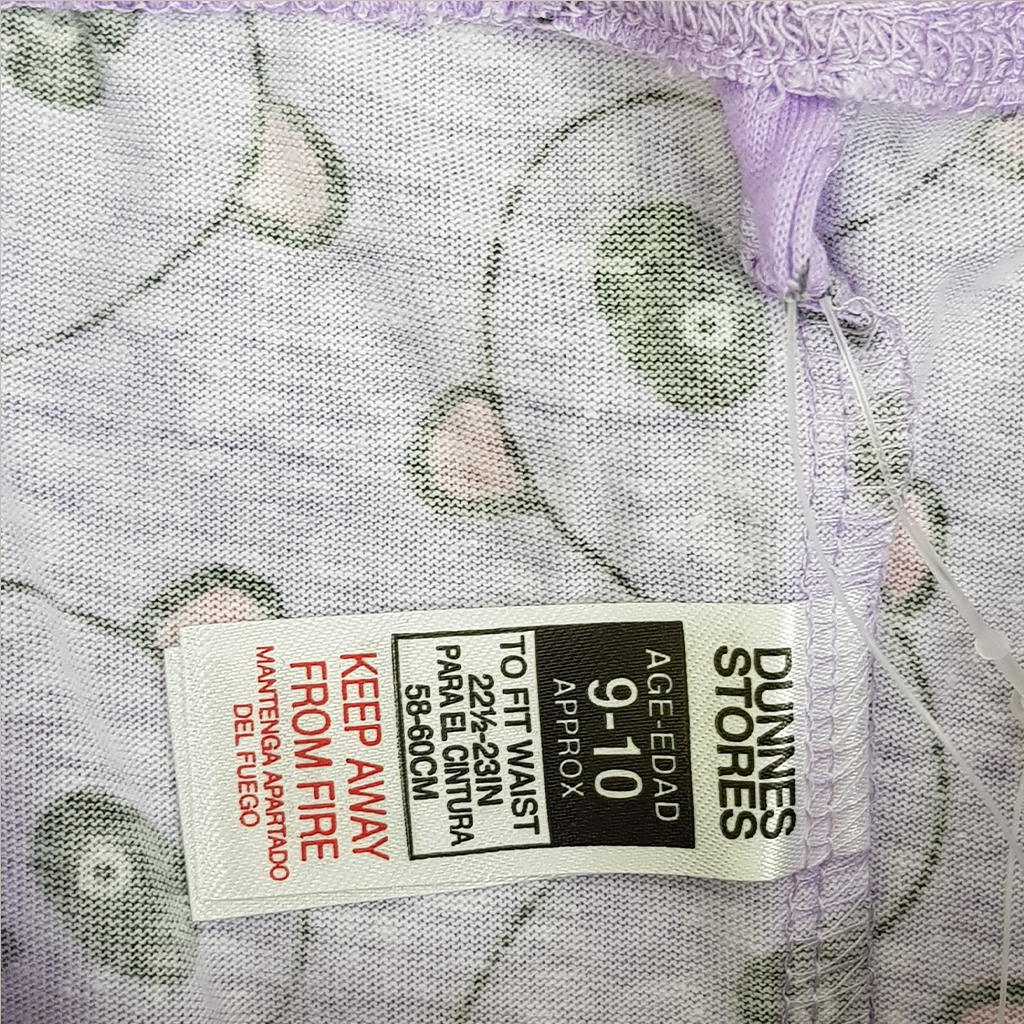 DUNNES
STORES
AGE-EDAD
9-10
APPROX
TO FIT WAIST
22½-23IN
PARA EL CINTURA
58-60CM
KEEP AWAY
FROM FIRE
MANTENGA APARTADO
DEL FUEGO